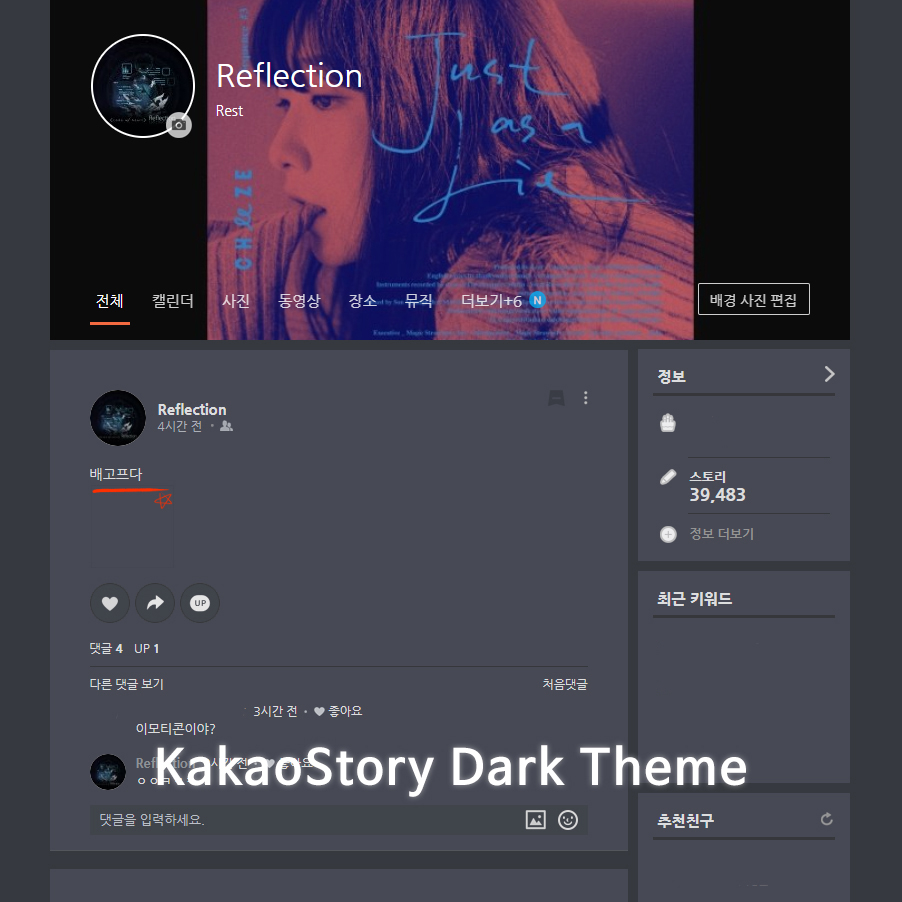 Reflection
Rest
Just
as a
Lie
CHEEZE
전체 캘린더 사진 동영상 장소 뮤직 더보기+6 N
배경 사진 편집
Reflection
4시간 전
배고프다
UP
댓글 4 UP 1
다른 댓글 보기 처음댓글
3시간 전 · 좋아요
이모티콘이야?
KakaoStory Dark Theme
댓글을 입력하세요.
정보
스토리
39,483
정보 더보기
최근 키워드
추천친구